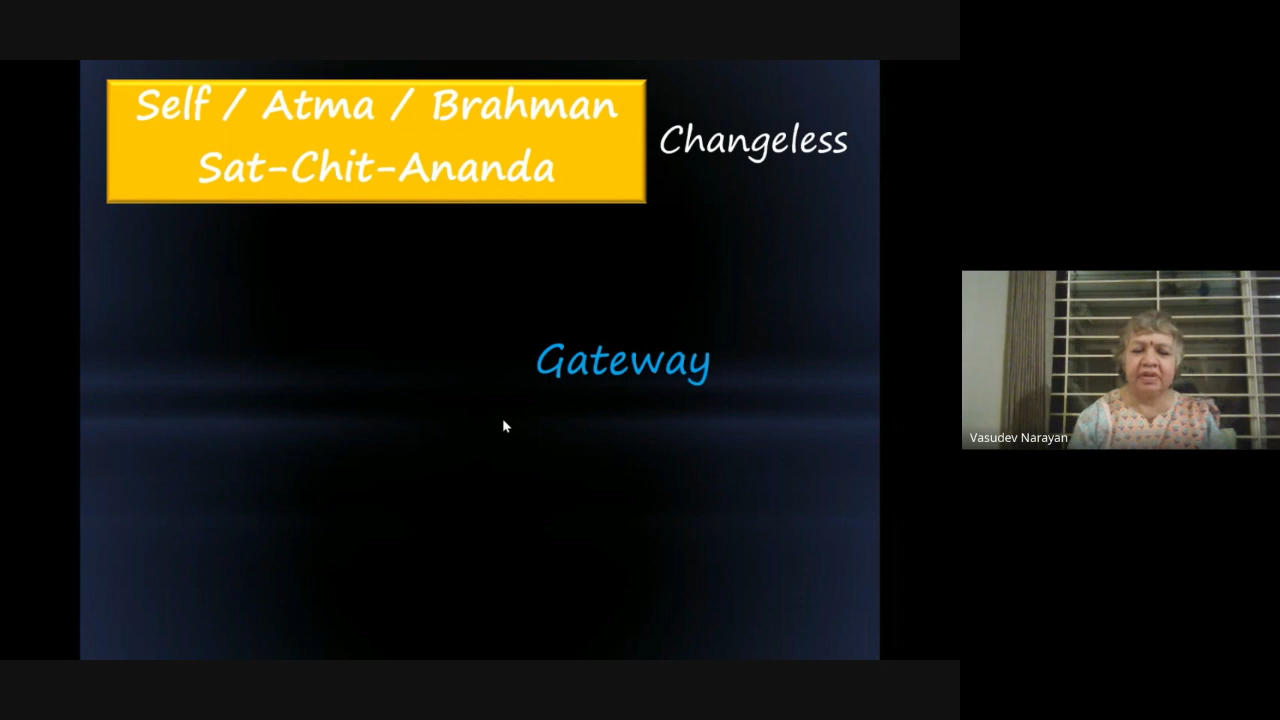 Self / Atma / Brahman
Sat-Chit-Ananda
Changeless
Gateway
Vasudev Narayan